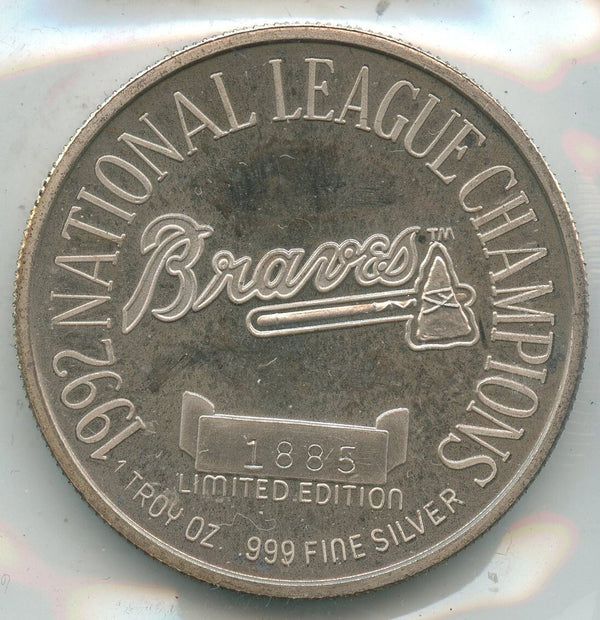 1992 NATIONAL LEAGUE CHAMPIONS
Braves™
1885
LIMITED EDITION
1 TROY OZ .999 FINE SILVER